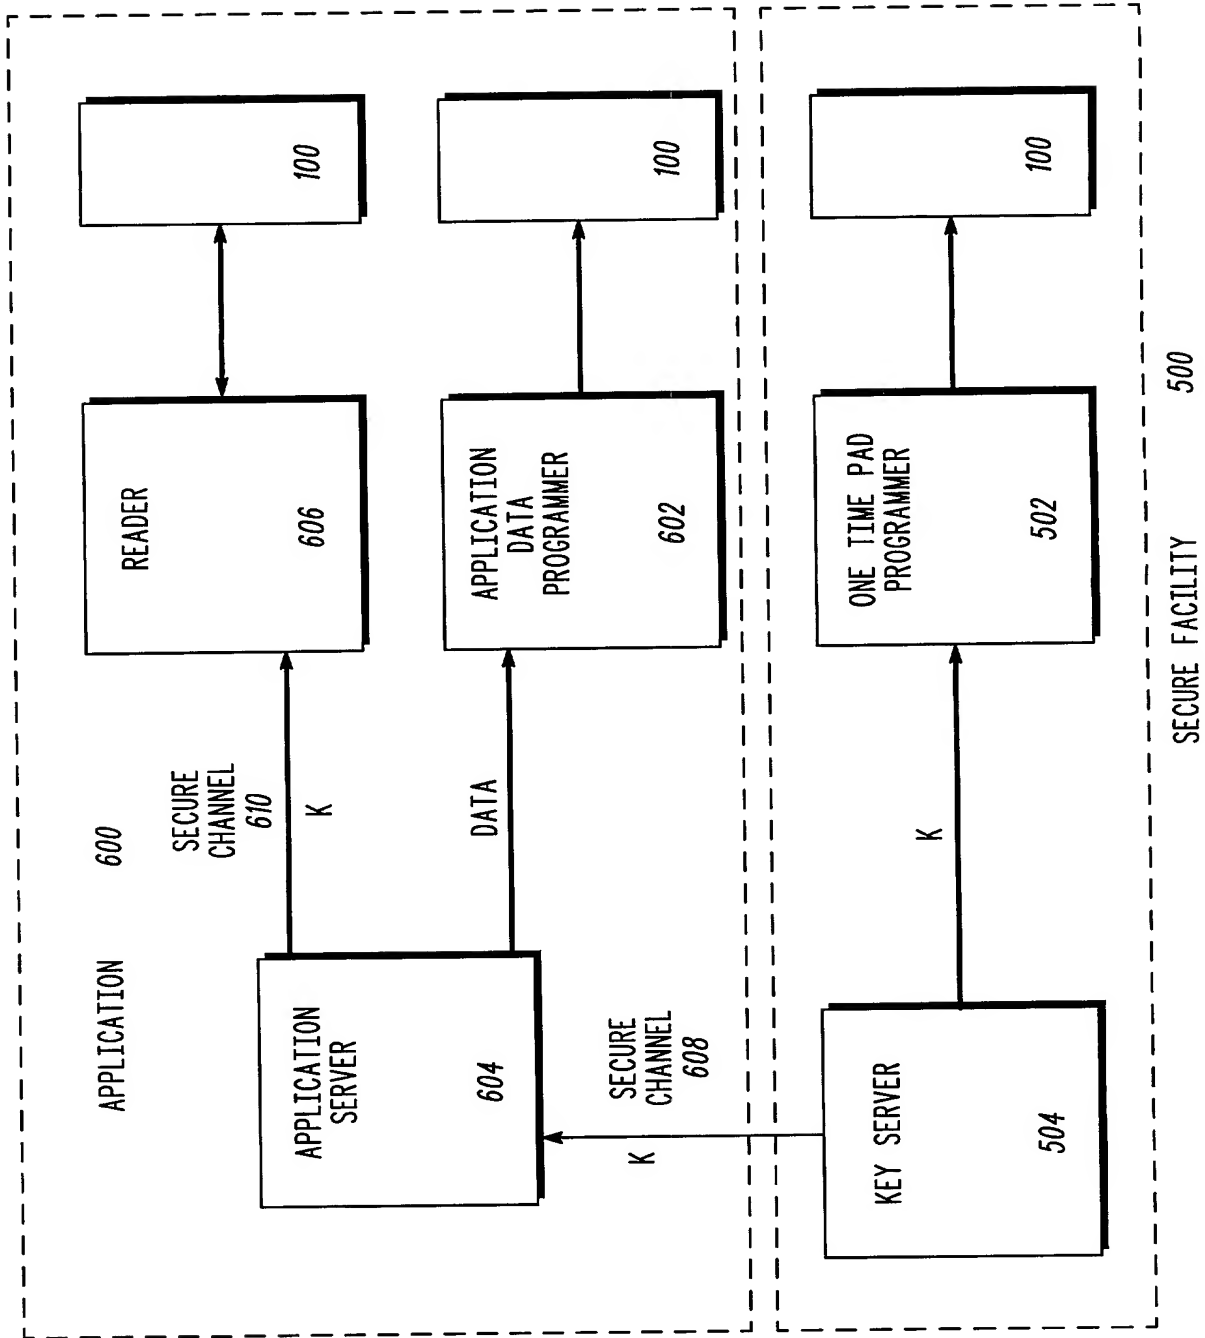 APPLICATION 600
READER
606
100
SECURE
CHANNEL
610
K
APPLICATION
SERVER
604
DATA
APPLICATION
DATA
PROGRAMMER
602
100
SECURE
CHANNEL
608
K
KEY SERVER
504
K
ONE TIME PAD
PROGRAMMER
502
100
SECURE FACILITY 500